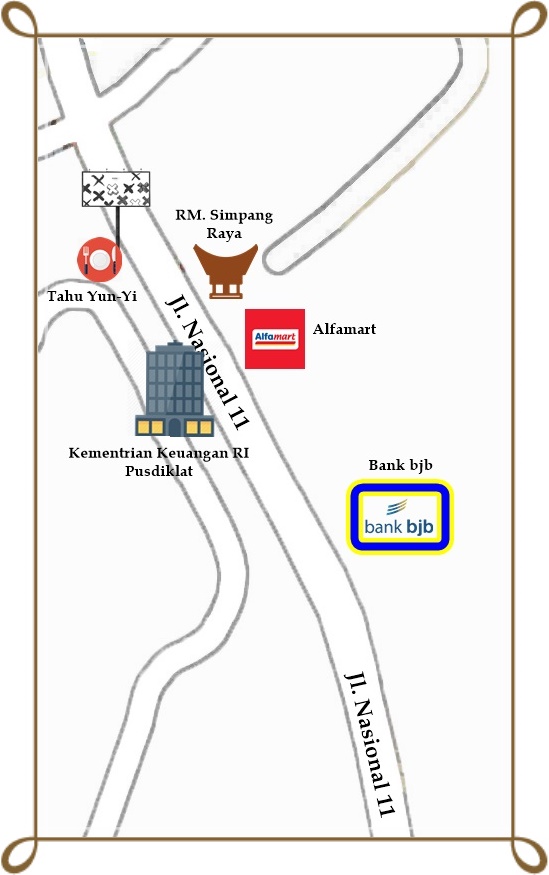 RM. Simpang
Raya
Tahu Yun-Yi
Jl. Nasional 11
Alfamart
Alfamart
Kementrian Keuangan RI
Pusdiklat
Bank bjb
bank bjb
Jl. Nasional 11